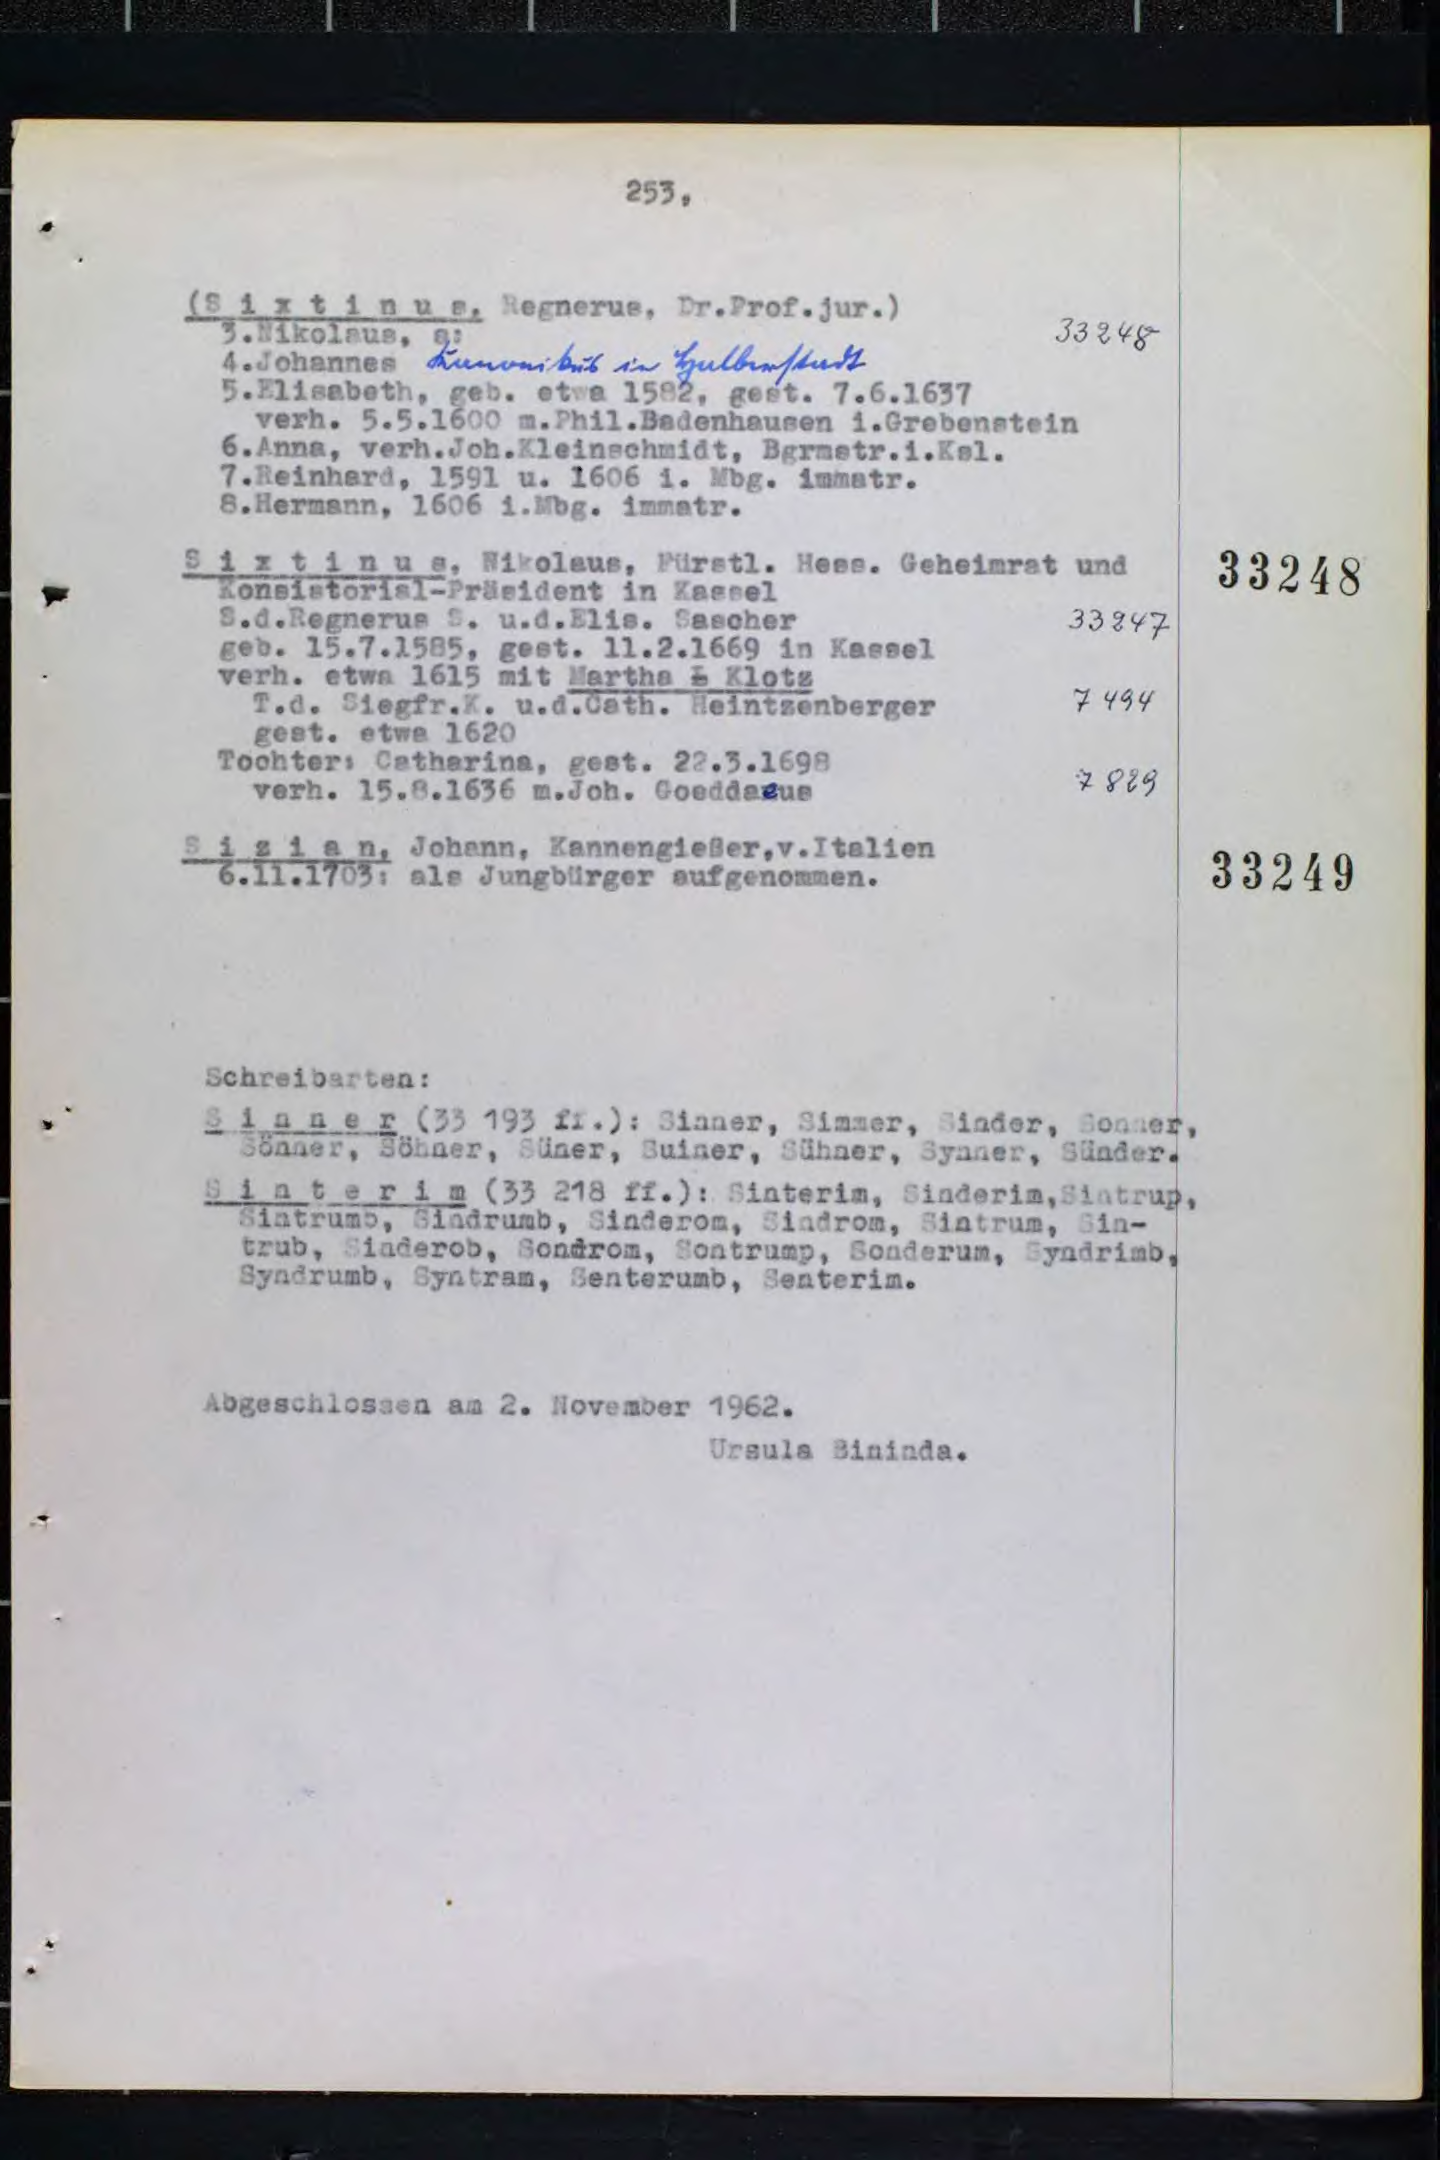 253,
(S i x t i n u s, Regnerus, Dr.Prof.jur.)
3.Nikolaus, s: 33248
4.Johannes Kanonikus in Halberstadt
5.Elisabeth, geb. etwa 1582, gest. 7.6.1637
verh. 5.5.1600 m.Phil.Badenhausen i.Grebenstein
6.Anna, verh.Joh.Kleinschmidt, Bgrmstr.i.Ksl.
7.Reinhard, 1591 u. 1606 i. Mbg. immatr.
8.Hermann, 1606 i.Mbg. immatr.
S i x t i n u s, Nikolaus, Fürstl. Hess. Geheimrat und 33248
Konsistorial-Präsident in Kassel
S.d.Regnerus S. u.d.Elis. Sascher 33247
geb. 15.7.1585, gest. 11.2.1669 in Kassel
verh. etwa 1615 mit Martha Klotz
T.d. Siegfr.K. u.d.Cath. Heintzenberger 7 494
gest. etwa 1620
Tochter: Catharina, gest. 22.3.1698
verh. 15.8.1636 m.Joh. Goeddaeus 7 829
S i z i a n, Johann, Kannengießer,v.Italien
6.11.1703: als Jungbürger aufgenommen. 33249
Schreibarten:
S i n n e r (33 193 ff.): Sinner, Simmer, Sinder, Sonner,
Sönner, Söhner, Süner, Suiner, Sühner, Synner, Sünder.
S i n t e r i m (33 218 ff.): Sinterim, Sinderim,Sintrup,
Sintrumb, Sindrumb, Sinderom, Sindrom, Sintrum, Sin-
trub, Sinderob, Sondrom, Sontrump, Sonderum, Syndrimb,
Syndrumb, Syntram, Senterumb, Senterim.
Abgeschlossen am 2. November 1962.
Ursula Bininda.